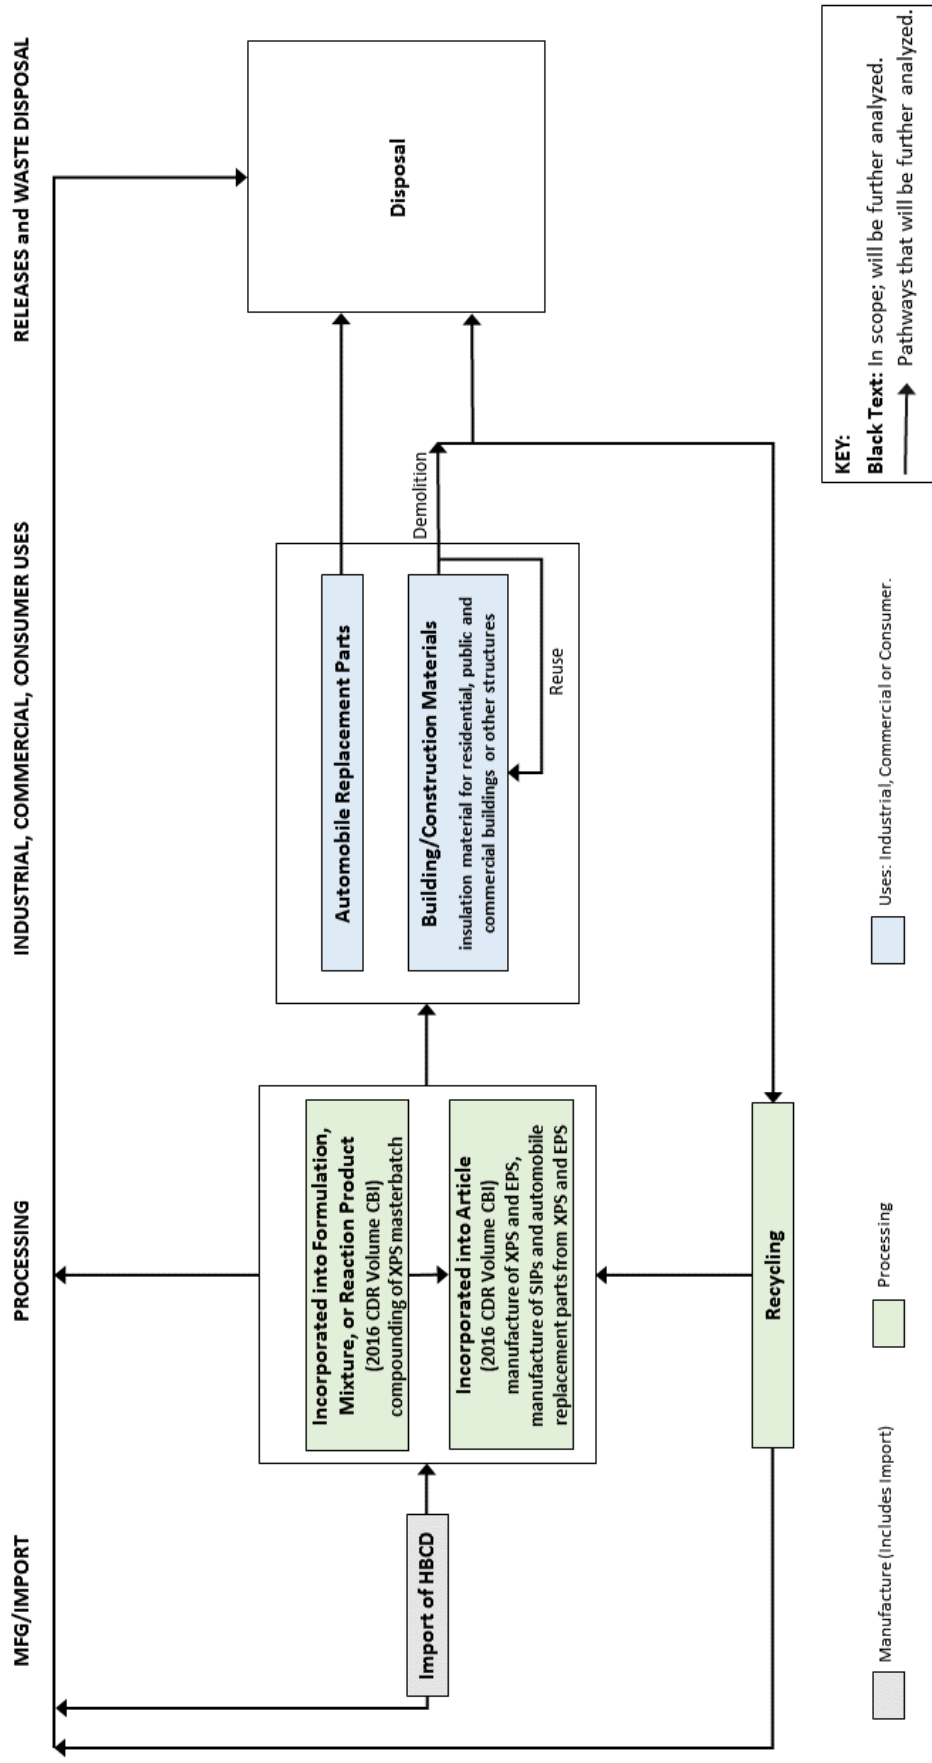 MFG/IMPORT
PROCESSING
INDUSTRIAL, COMMERCIAL, CONSUMER USES
RELEASES and WASTE DISPOSAL
Import of HBCD
Incorporated into Formulation,
Mixture, or Reaction Product
(2016 CDR Volume CBI)
compounding of XPS masterbatch
Incorporated into Article
(2016 CDR Volume CBI)
manufacture of XPS and EPS,
manufacture of SIPs and automobile
replacement parts from XPS and EPS
Recycling
Automobile Replacement Parts
Building/Construction Materials
insulation material for residential, public and
commercial buildings or other structures
Reuse
Demolition
Disposal
Manufacture (Includes Import)
Processing
Uses: Industrial, Commercial or Consumer.
KEY:
Black Text: In scope; will be further analyzed.
Pathways that will be further analyzed.